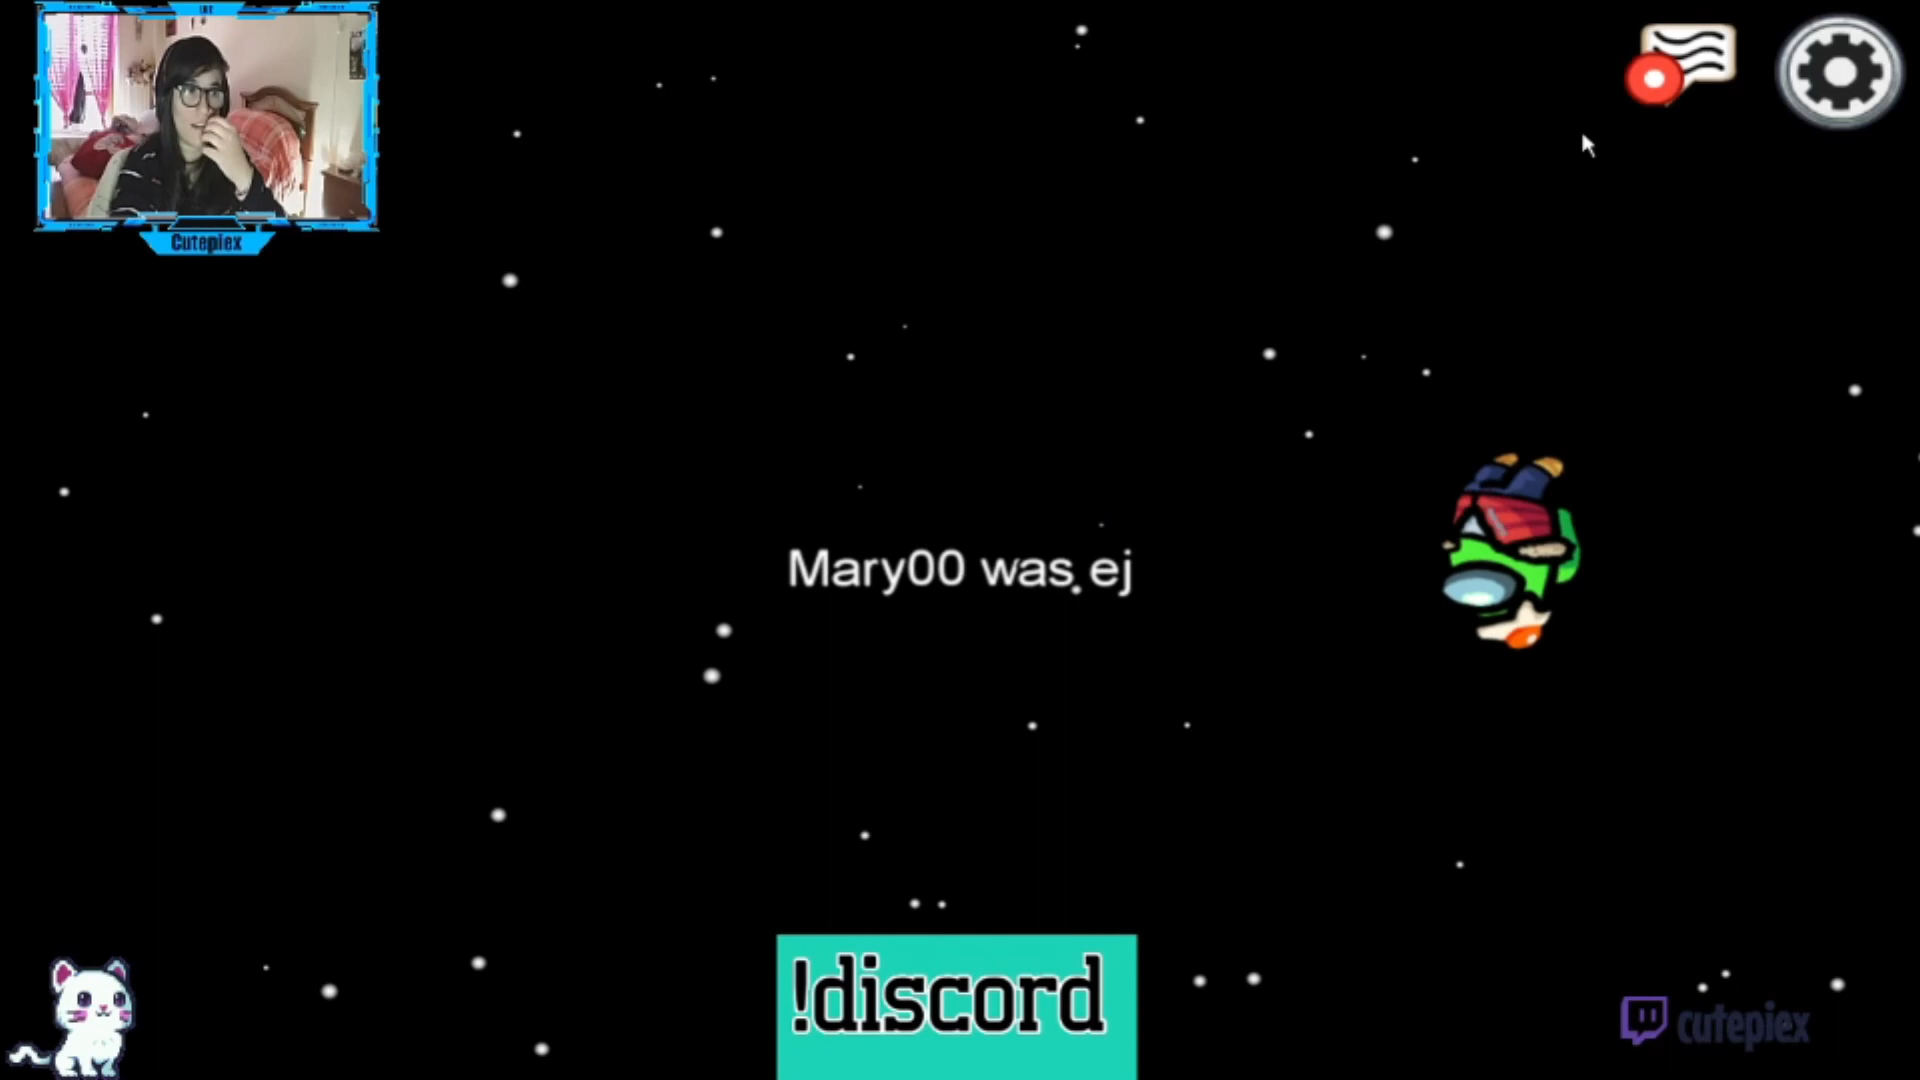 Cutepiex
Mary00 was ej
!discord
cutepiex